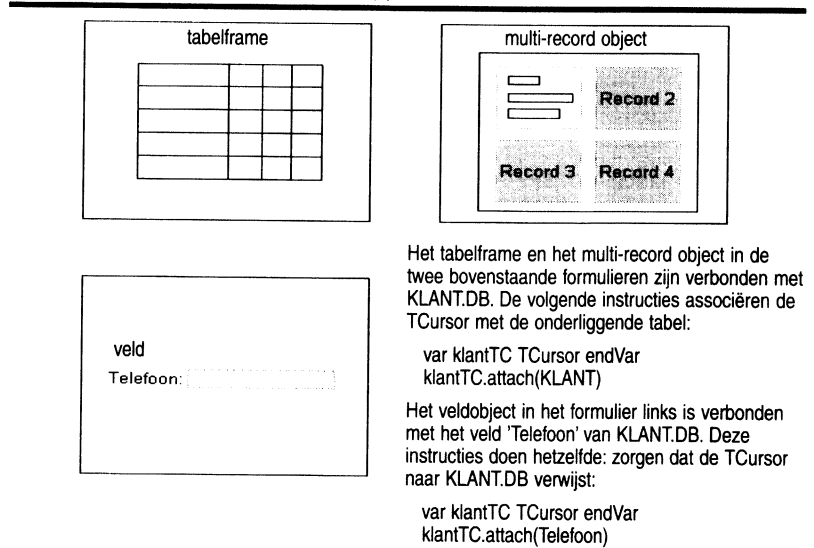 tabelframe
multi-record object
Record 2
Record 3 Record 4
Het tabelframe en het multi-record object in de
twee bovenstaande formulieren zijn verbonden met
KLANT.DB. De volgende instructies associëren de
TCursor met de onderliggende tabel:
var klantTC TCursor endVar
klantTC.attach(KLANT)
veld
Telefoon:
Het veldobject in het formulier links is verbonden
met het veld 'Telefoon' van KLANT.DB. Deze
instructies doen hetzelfde: zorgen dat de TCursor
naar KLANT.DB verwijst:
var klantTC TCursor endVar
klantTC.attach(Telefoon)